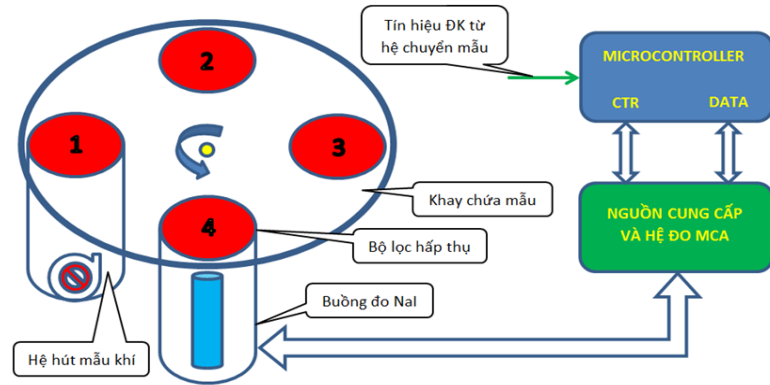 Tín hiệu ĐK từ
hệ chuyển mẫu
MICROCONTROLLER
CTR DATA
2
1
3
4
Khay chứa mẫu
Bộ lọc hấp thụ
Buồng đo NaI
Hệ hút mẫu khí
NGUỒN CUNG CẤP
VÀ HỆ ĐO MCA